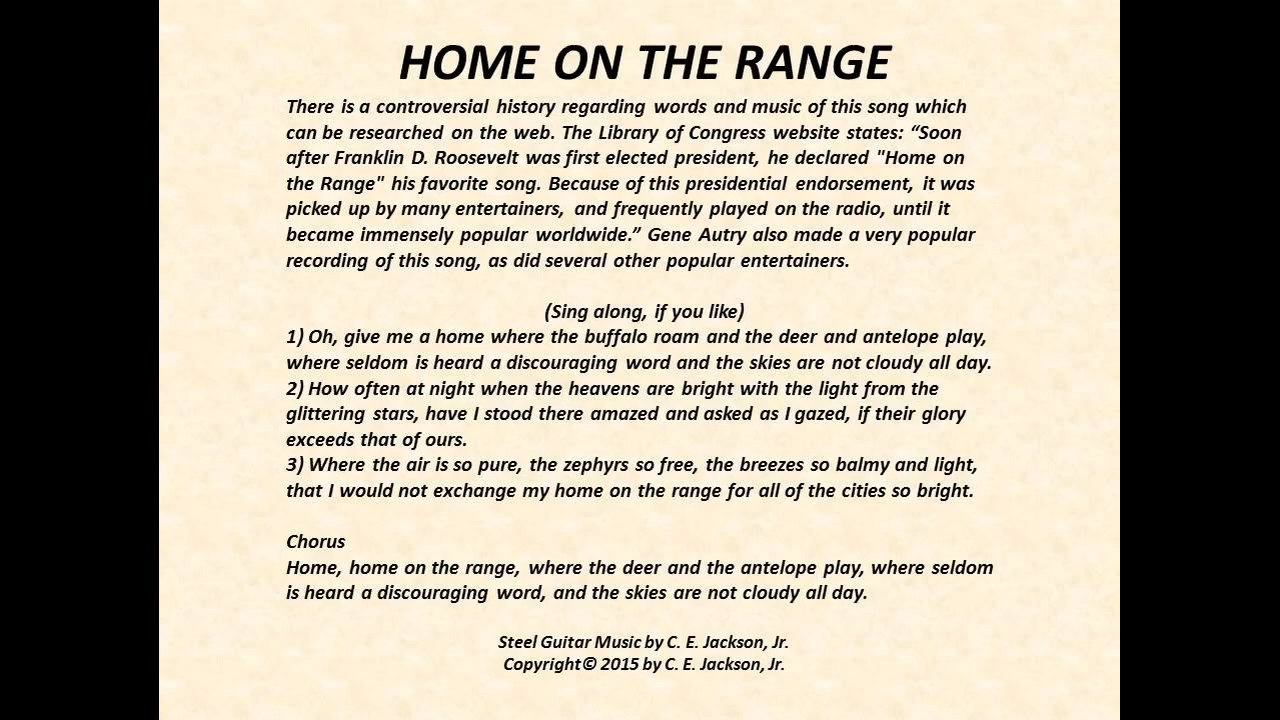 HOME ON THE RANGE
There is a controversial history regarding words and music of this song which
can be researched on the web. The Library of Congress website states: “Soon
after Franklin D. Roosevelt was first elected president, he declared "Home on
the Range" his favorite song. Because of this presidential endorsement, it was
picked up by many entertainers, and frequently played on the radio, until it
became immensely popular worldwide.” Gene Autry also made a very popular
recording of this song, as did several other popular entertainers.
(Sing along, if you like)
1) Oh, give me a home where the buffalo roam and the deer and antelope play,
where seldom is heard a discouraging word and the skies are not cloudy all day.
2) How often at night when the heavens are bright with the light from the
glittering stars, have I stood there amazed and asked as I gazed, if their glory
exceeds that of ours.
3) Where the air is so pure, the zephyrs so free, the breezes so balmy and light,
that I would not exchange my home on the range for all of the cities so bright.
Chorus
Home, home on the range, where the deer and the antelope play, where seldom
is heard a discouraging word, and the skies are not cloudy all day.
Steel Guitar Music by C. E. Jackson, Jr.
Copyright© 2015 by C. E. Jackson, Jr.